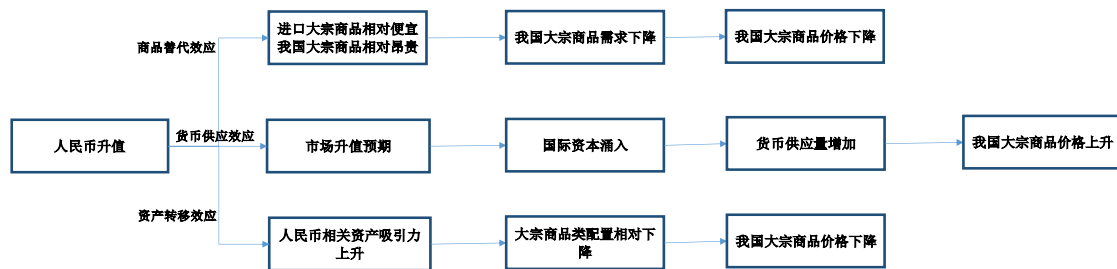 商品替代效应
进口大宗商品相对便宜
我国大宗商品相对昂贵
我国大宗商品需求下降
我国大宗商品价格下降
人民币升值
货币供应效应
市场升值预期
国际资本涌入
货币供应量增加
我国大宗商品价格上升
资产转移效应
人民币相关资产吸引力
上升
大宗商品类配置相对下
降
我国大宗商品价格下降